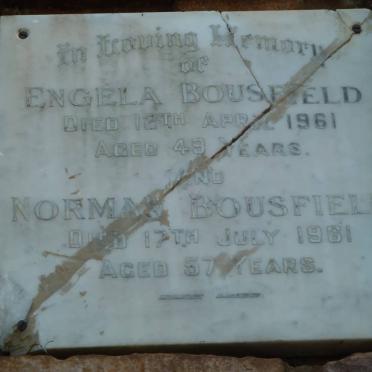 In Loving Memory
OF
ENGELA BOUSFIELD
DIED 12TH APRIL 1961
AGED 49 YEARS.
AND
NORMAN BOUSFIELD
DIED 17TH JULY 1961
AGED 57 YEARS.